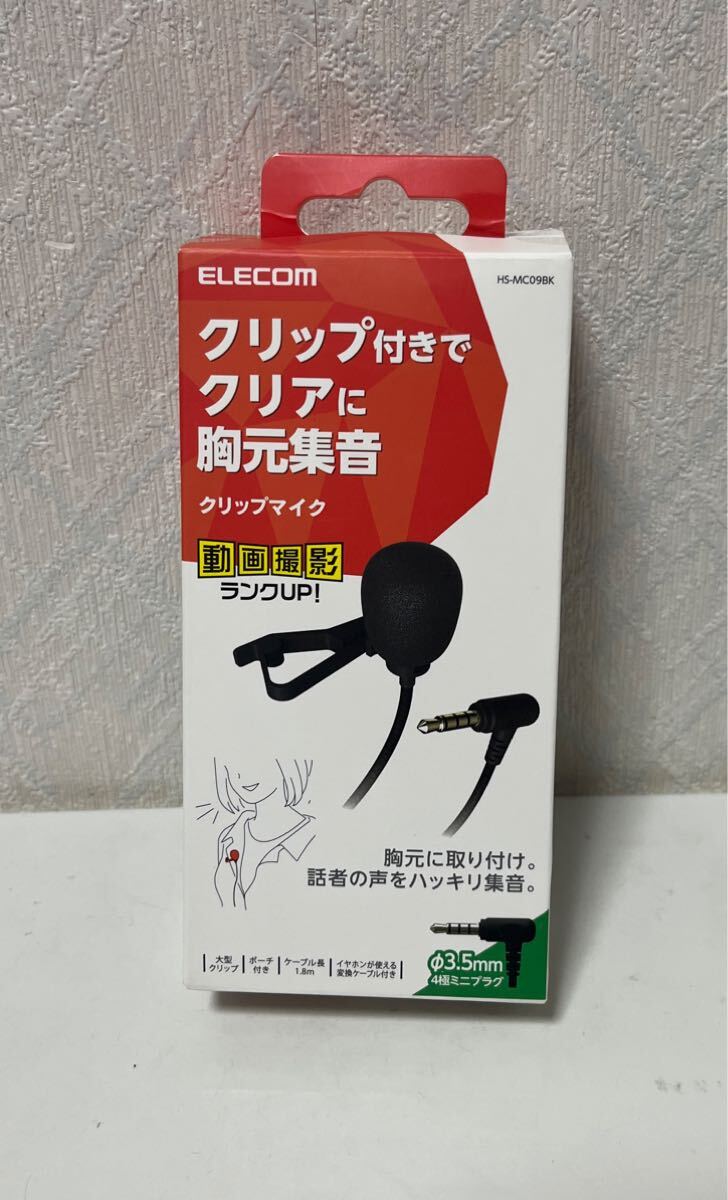 ELECOM
HS-MC09BK
クリップ付きで
クリアに
胸元集音
クリップマイク
動画撮影
ランクUP!
胸元に取り付け。
話者の声をハッキリ集音。
大型
クリップ
ポーチ
付き
ケーブル長
1.8m
イヤホンが使える
変換ケーブル付き
φ3.5mm
4極ミニプラグ